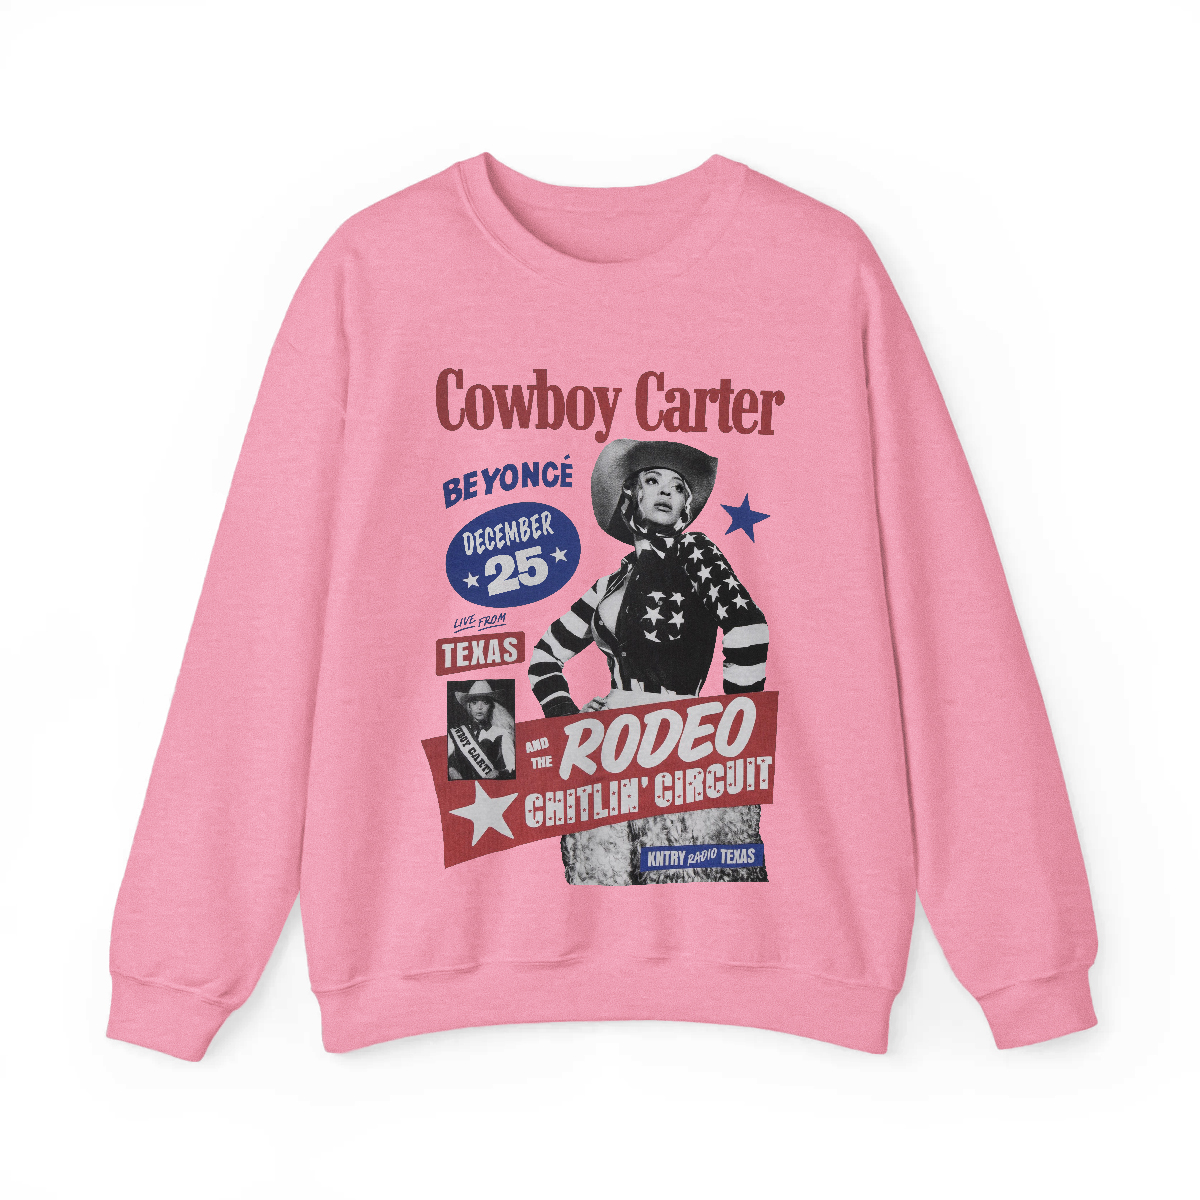 Cowboy Carter
BEYONCÉ
DECEMBER
25
LIVE FROM
TEXAS
AND
THE
RODEO
CHITLIN' CIRCUIT
KNTRY RADIO TEXAS